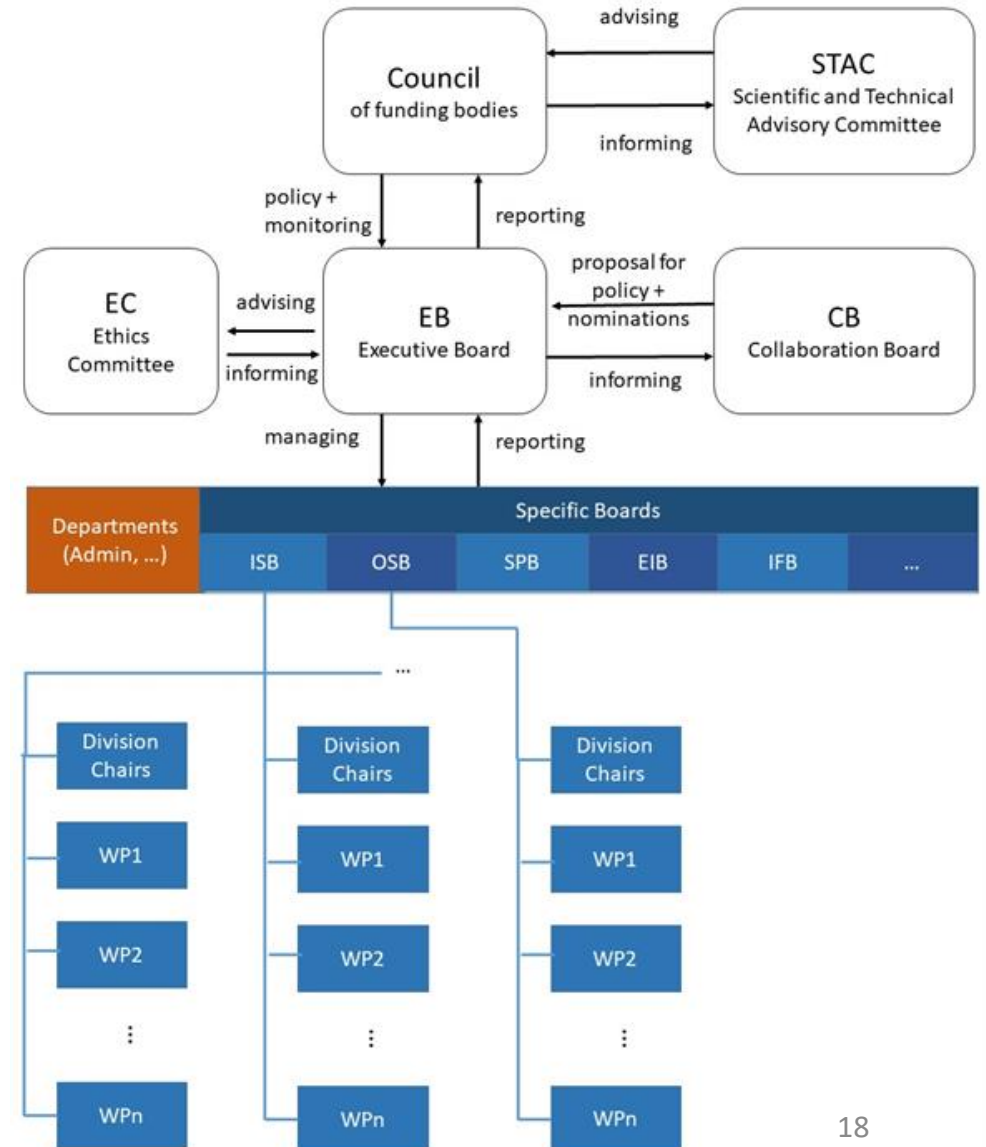 advising
Council
of funding bodies
STAC
Scientific and Technical
Advisory Committee
informing
policy +
monitoring
reporting
EC
Ethics
Committee
advising
informing
EB
Executive Board
proposal for
policy +
nominations
informing
CB
Collaboration Board
managing
reporting
Departments
(Admin, ...)
Specific Boards
ISB
OSB
SPB
EIB
IFB
...
...
Division
Chairs
WP1
WP2
⋮
WPn
Division
Chairs
WP1
WP2
⋮
WPn
Division
Chairs
WP1
WP2
⋮
WPn
18